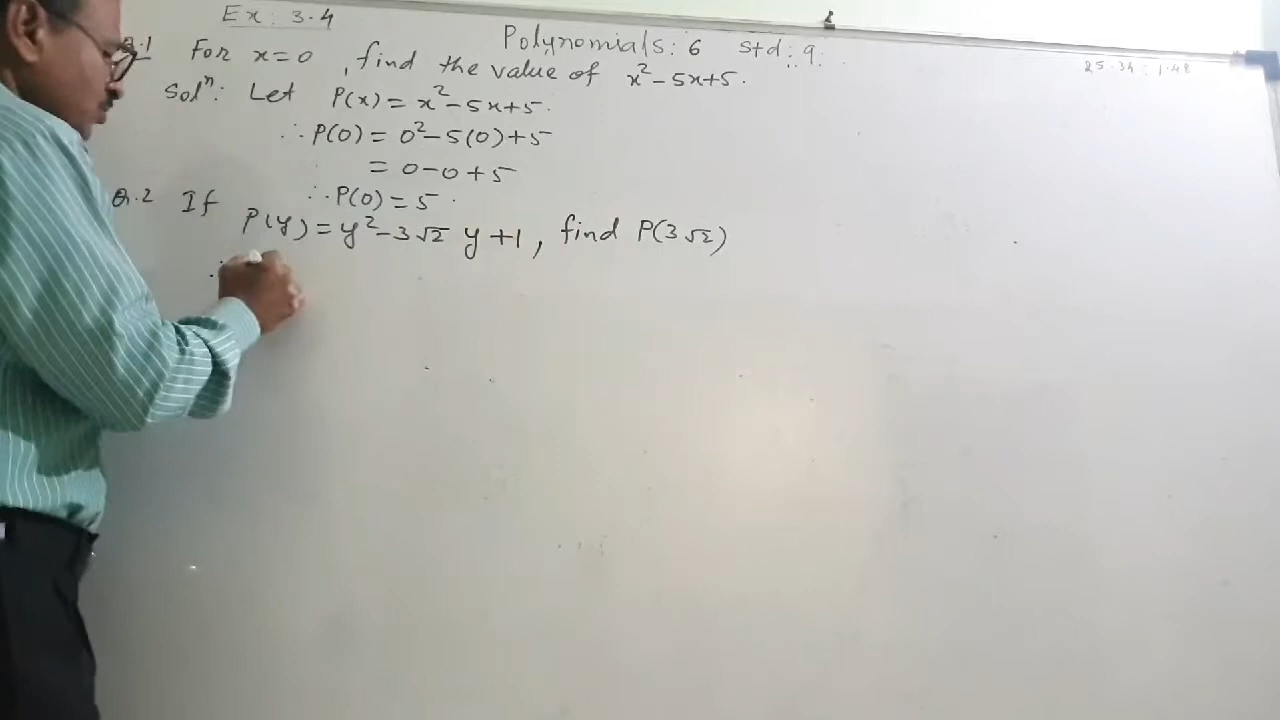 Ex: 3.4
Polynomials: 6 Std: 9.
25.34 : 1.48
Q.1 For x=0, find the value of x²-5x+5.
Solⁿ: Let P(x) = x²-5x+5.
∴ P(0) = 0²-5(0)+5
= 0-0+5
∴ P(0) = 5.
Q.2 If P(y) = y²-3√2 y +1, find P(3√2)